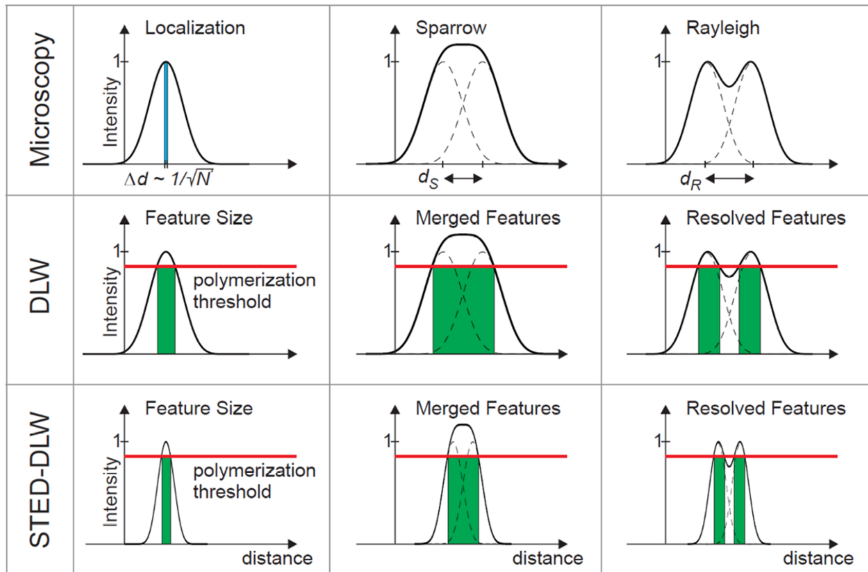 Microscopy
Localization
Intensity
1
Δd ~ 1/√N
Sparrow
1
d_S
Rayleigh
1
d_R
DLW
Feature Size
Intensity
1
polymerization
threshold
Merged Features
1
Resolved Features
1
STED-DLW
Feature Size
Intensity
1
polymerization
threshold
distance
Merged Features
1
distance
Resolved Features
1
distance